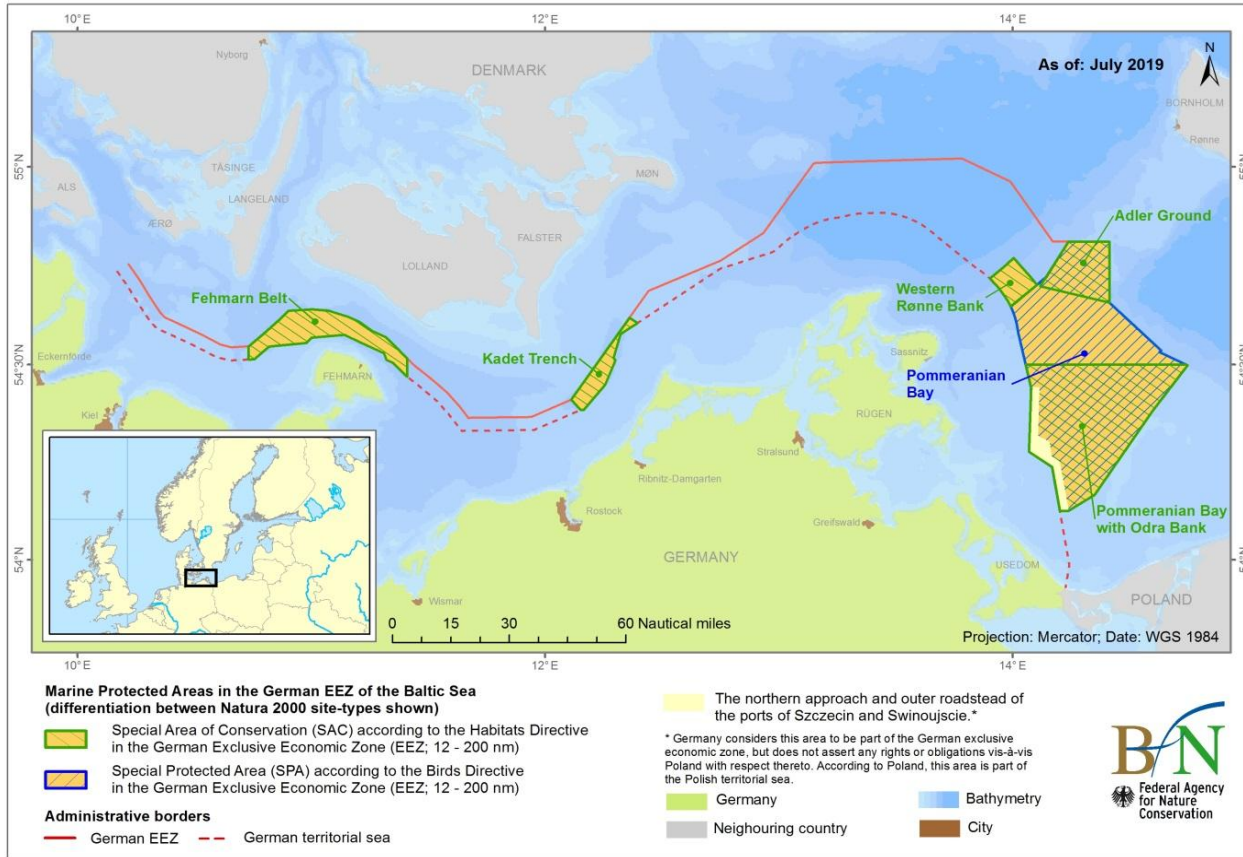 10° E
12° E
14° E
Nyborg
DENMARK
As of: July 2019
N
BORNHOLM
Rønne
55° N
55° N
TÅSINGE
LANGELAND
ALS
ÆRØ
MØN
FALSTER
LOLLAND
Adler Ground
Fehmarn Belt
Western
Rønne Bank
Kadet Trench
Eckernförde
54°30' N
54°30' N
FEHMARN
Sassnitz
Pommeranian
Bay
Kiel
RÜGEN
Stralsund
Ribnitz-Damgarten
Rostock
Greifswald
Pommeranian Bay
with Odra Bank
54° N
54° N
GERMANY
USEDOM
Wismar
POLAND
0 15 30 60 Nautical miles
Projection: Mercator; Date: WGS 1984
10° E
12° E
14° E
Marine Protected Areas in the German EEZ of the Baltic Sea
(differentiation between Natura 2000 site-types shown)
Special Area of Conservation (SAC) according to the Habitats Directive
in the German Exclusive Economic Zone (EEZ; 12 - 200 nm)
Special Protected Area (SPA) according to the Birds Directive
in the German Exclusive Economic Zone (EEZ; 12 - 200 nm)
Administrative borders
German EEZ
German territorial sea
The northern approach and outer roadstead of
the ports of Szczecin and Swinoujscie.*
* Germany considers this area to be part of the German exclusive
economic zone, but does not assert any rights or obligations vis-à-vis
Poland with respect thereto. According to Poland, this area is part of
the Polish territorial sea.
Germany
Bathymetry
Neighouring country
City
BfN
Federal Agency
for Nature
Conservation